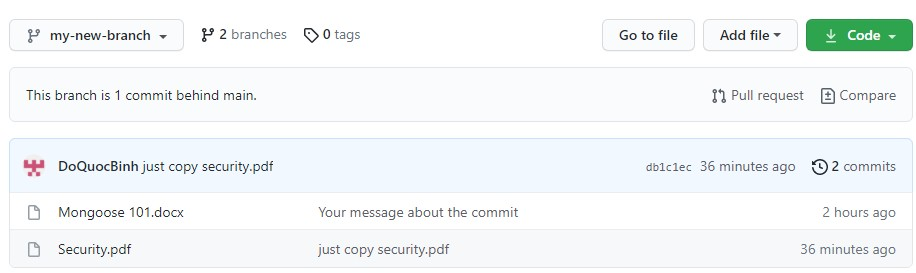 my-new-branch 2 branches 0 tags Go to file Add file Code
This branch is 1 commit behind main. Pull request Compare
DoQuocBinh just copy security.pdf db1c1ec 36 minutes ago 2 commits
Mongoose 101.docx Your message about the commit 2 hours ago
Security.pdf just copy security.pdf 36 minutes ago